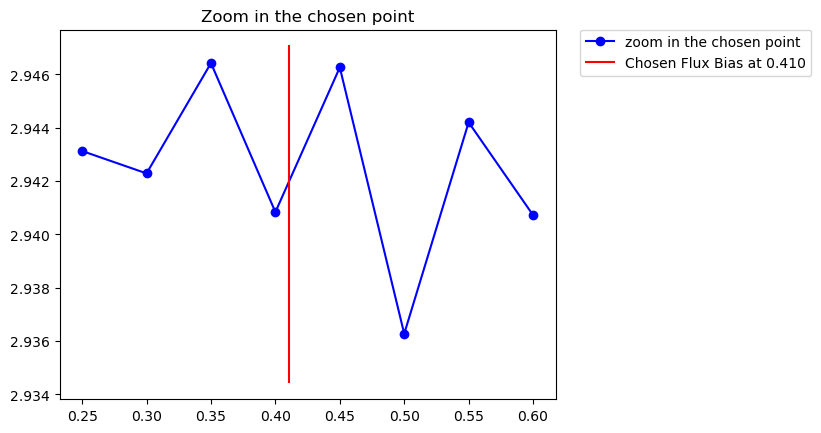 Zoom in the chosen point
zoom in the chosen point
Chosen Flux Bias at 0.410
2.946
2.944
2.942
2.940
2.938
2.936
2.934
0.25 0.30 0.35 0.40 0.45 0.50 0.55 0.60